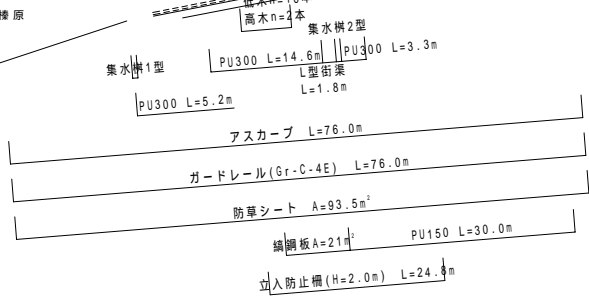 榛原
高木n=2本
集水桝2型
PU300 L=14.6m
PU300 L=3.3m
集水桝1型
L型街渠
L=1.8m
PU300 L=5.2m
アスカーブ L=76.0m
ガードレール(Gr-C-4E) L=76.0m
防草シート A=93.5m²
縞鋼板A=21m²
PU150 L=30.0m
立入防止柵(H=2.0m) L=24.8m